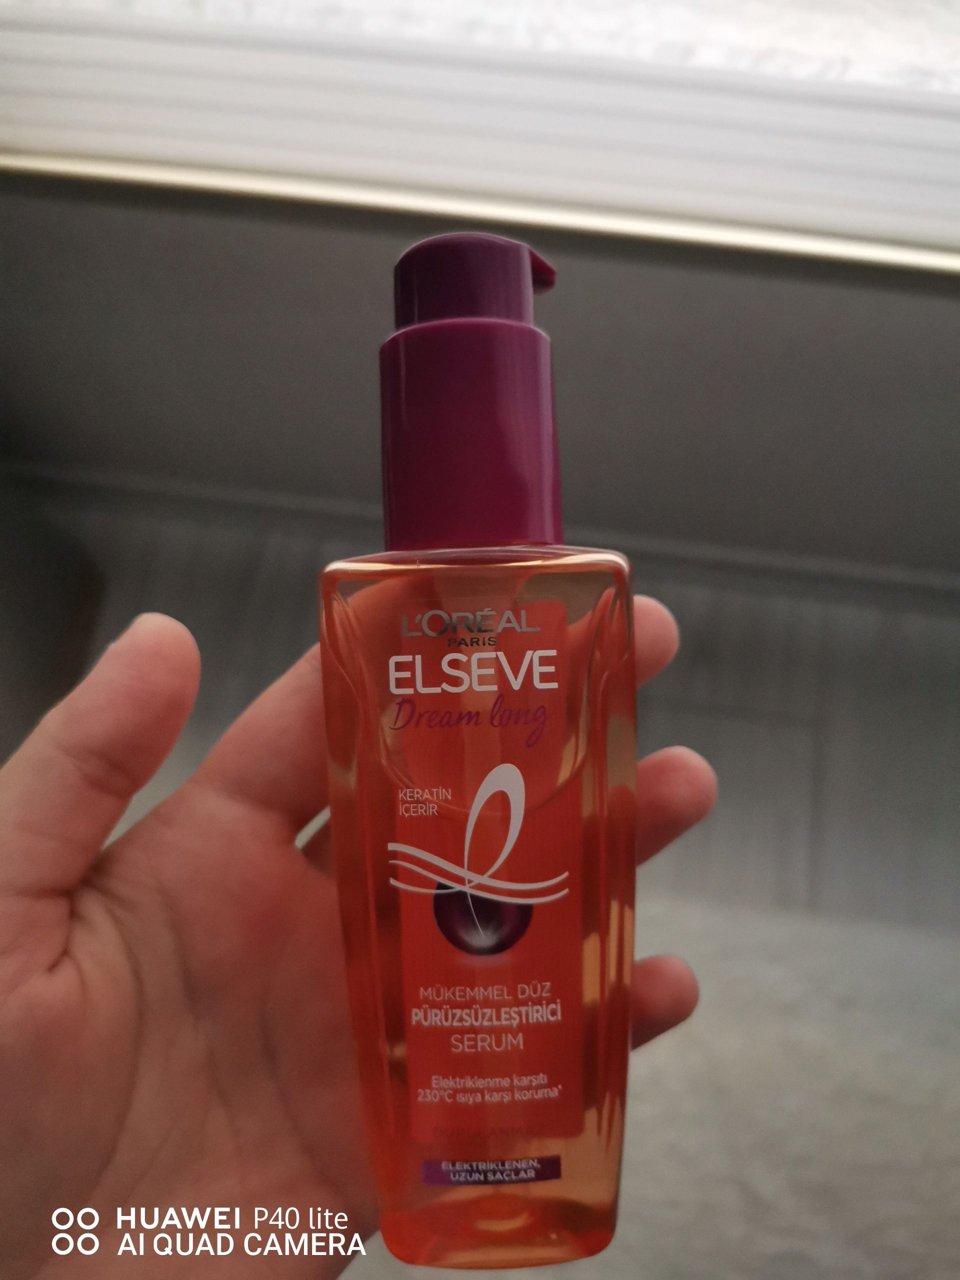 L'ORÉAL
PARIS
ELSEVE
Dream long
KERATİN
İÇERİR
MÜKEMMEL DÜZ
PÜRÜZSÜZLEŞTİRİCİ
SERUM
Elektriklenme karşıtı
230°C ısıya karşı koruma*
DURULANMAZ
ELEKTRİKLENEN,
UZUN SAÇLAR
HUAWEI P40 lite
AI QUAD CAMERA